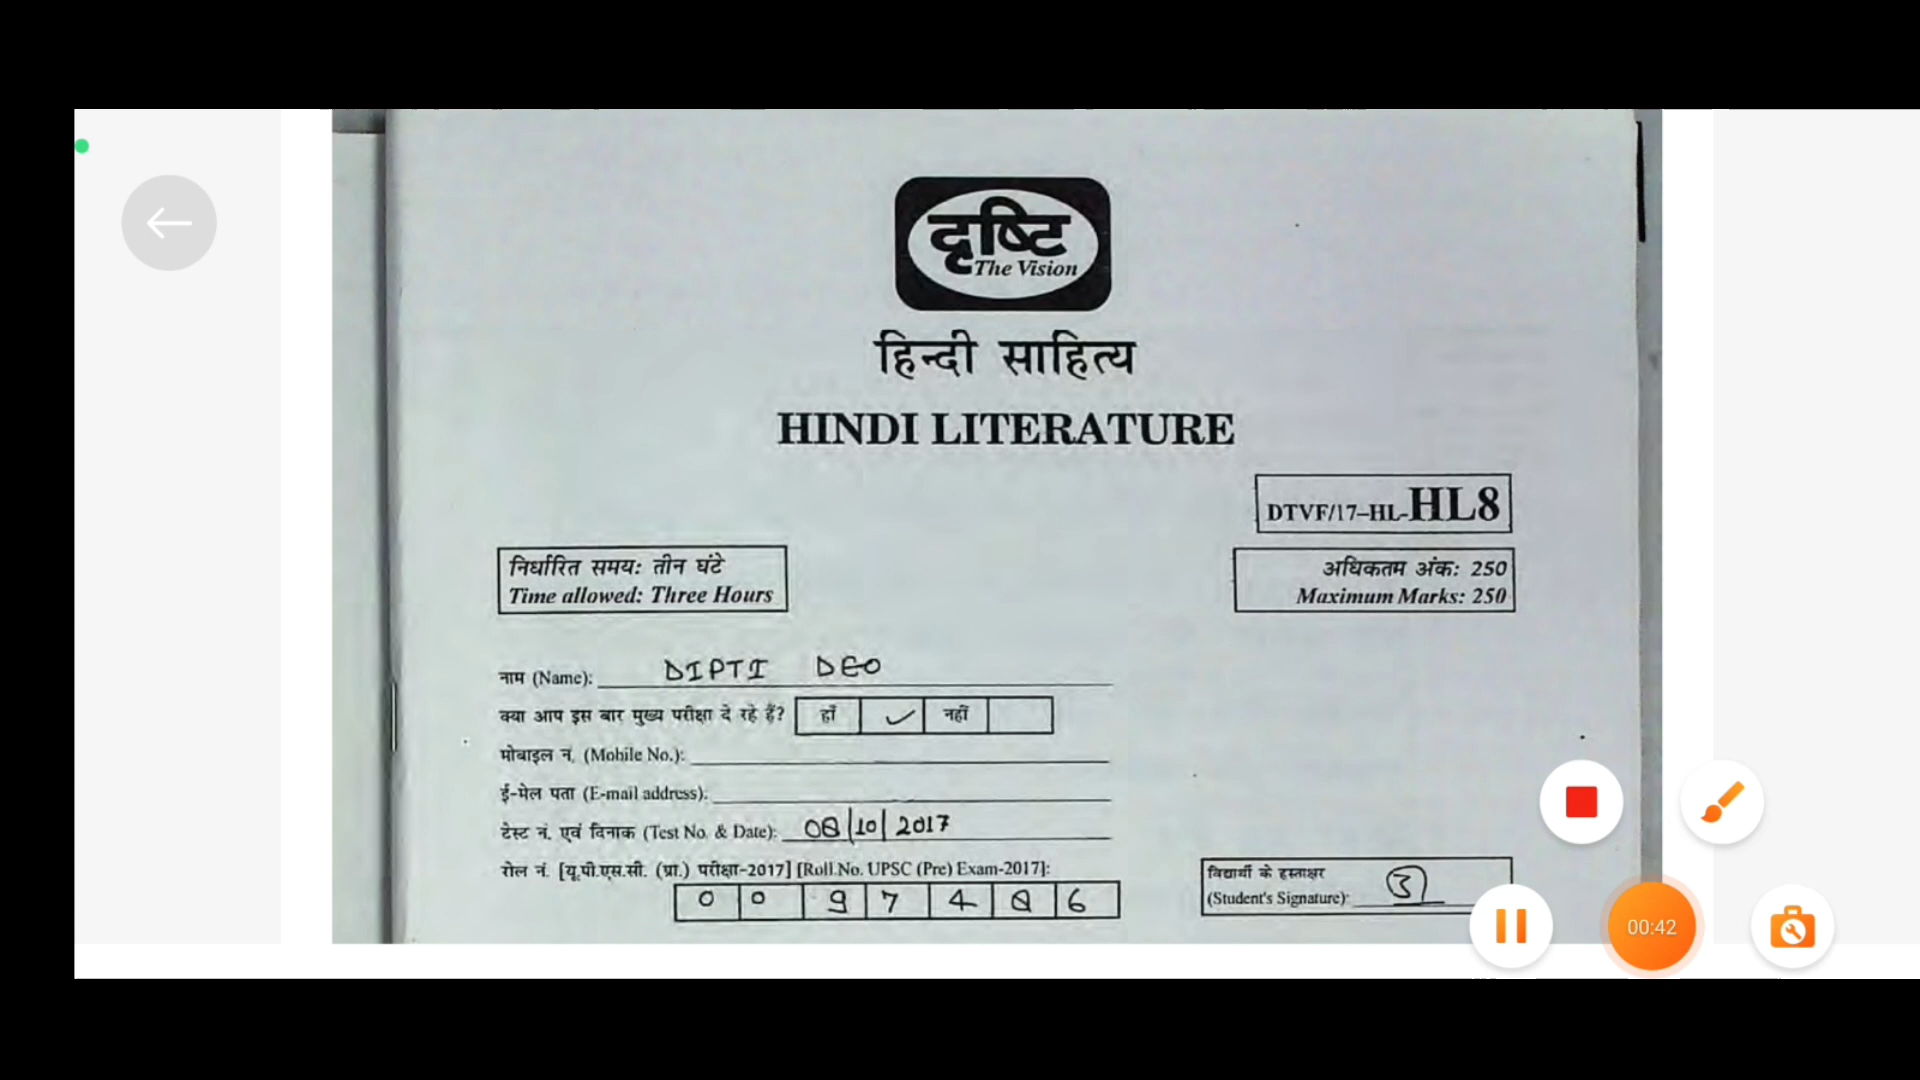 दृष्टि
The Vision
हिन्दी साहित्य
HINDI LITERATURE
DTVF/17-HL-HL8
निर्धारित समय: तीन घंटे
Time allowed: Three Hours
अधिकतम अंक: 250
Maximum Marks: 250
नाम (Name): DIPTI DEO
क्या आप इस बार मुख्य परीक्षा दे रहे हैं? हाँ ✓ नहीं
मोबाइल नं. (Mobile No.):
ई-मेल पता (E-mail address):
टेस्ट नं. एवं दिनांक (Test No. & Date): 08/10/2017
रोल नं. [यू.पी.एस.सी. (प्रा.) परीक्षा-2017] [Roll.No. UPSC (Pre) Exam-2017]:
0 0 9 7 4 8 6
विद्यार्थी के हस्ताक्षर
(Student's Signature):
00:42